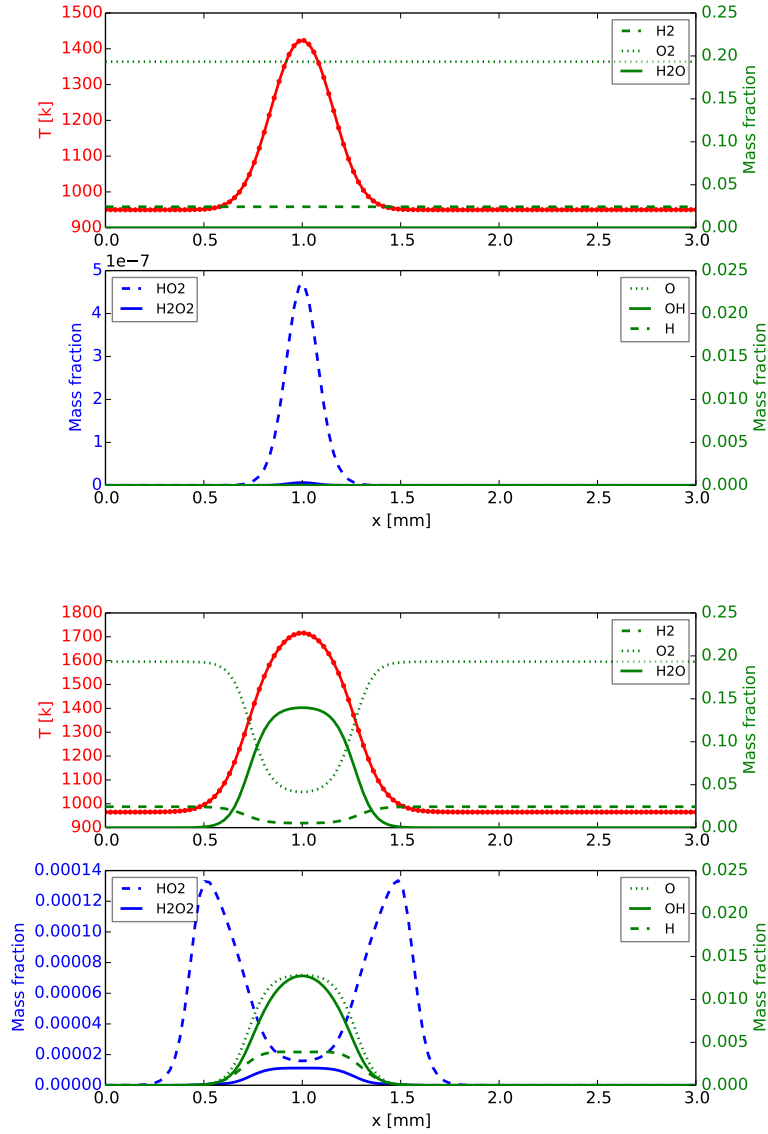 1500
1400
1300
1200
1100
1000
900
T [k]
0.25
0.20
0.15
0.10
0.05
0.00
Mass fraction
H2
O2
H2O
0.0 0.5 1.0 1.5 2.0 2.5 3.0
1e−7
5
4
3
2
1
0
Mass fraction
HO2
H2O2
O
OH
H
0.025
0.020
0.015
0.010
0.005
0.000
Mass fraction
0.0 0.5 1.0 1.5 2.0 2.5 3.0
x [mm]
1800
1700
1600
1500
1400
1300
1200
1100
1000
900
T [k]
0.25
0.20
0.15
0.10
0.05
0.00
Mass fraction
H2
O2
H2O
0.0 0.5 1.0 1.5 2.0 2.5 3.0
0.00014
0.00012
0.00010
0.00008
0.00006
0.00004
0.00002
0.00000
Mass fraction
HO2
H2O2
O
OH
H
0.025
0.020
0.015
0.010
0.005
0.000
Mass fraction
0.0 0.5 1.0 1.5 2.0 2.5 3.0
x [mm]